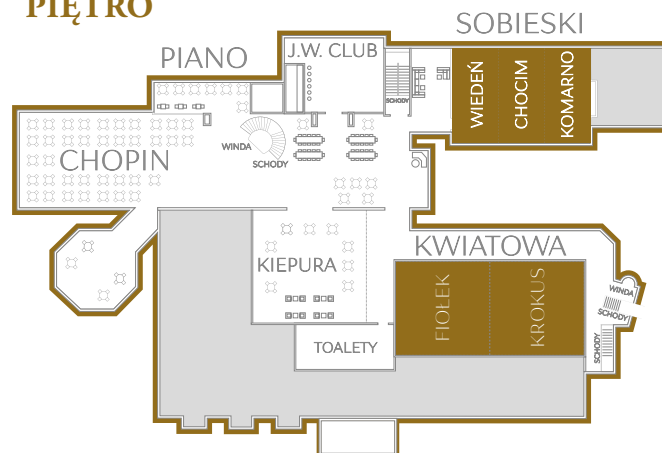 PIĘTRO
SOBIESKI
PIANO
J.W. CLUB
SCHODY
WIEDEŃ
CHOCIM
KOMARNO
WINDA
SCHODY
CHOPIN
KWIATOWA
KIEPURA
FIOŁEK
KROKUS
WINDA
SCHODY
SCHODY
TOALETY